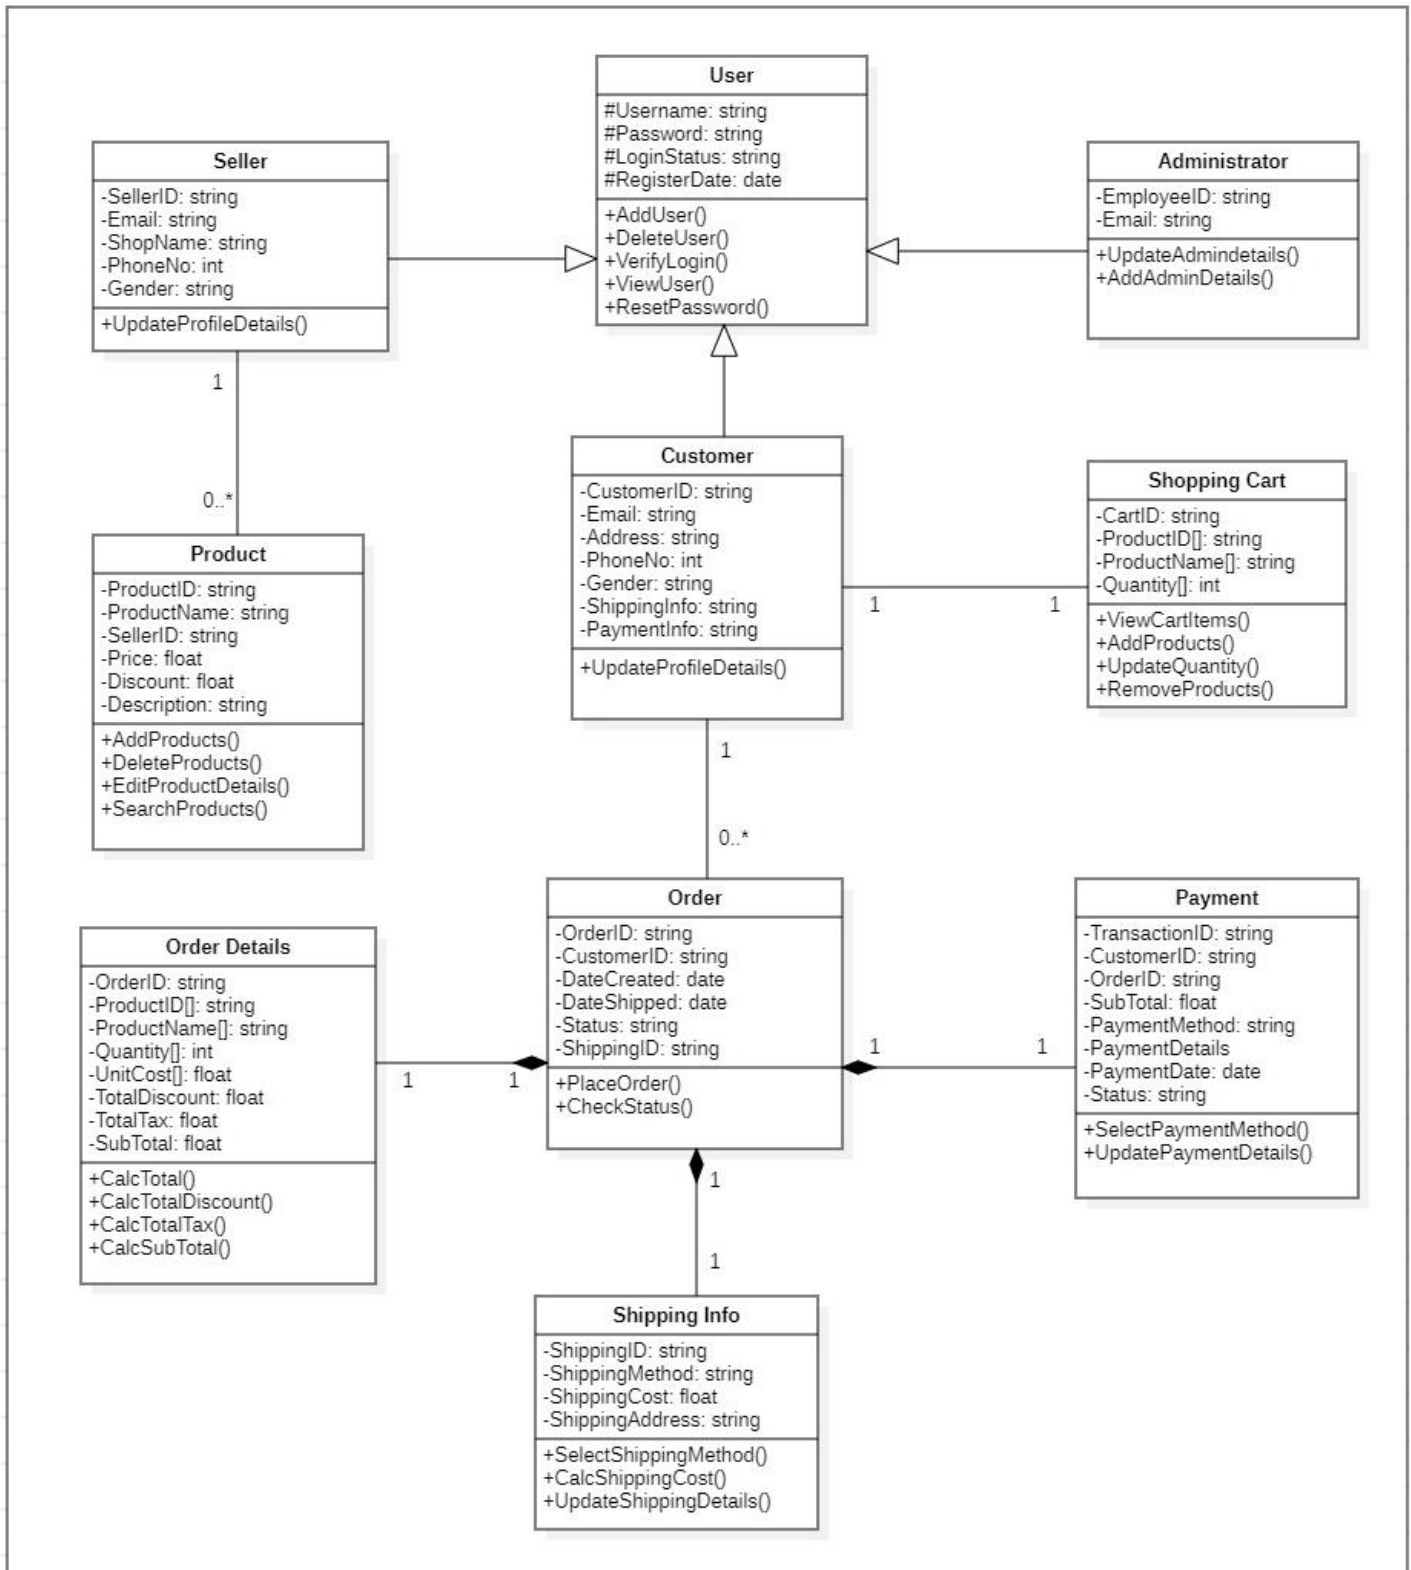 User
#Username: string
#Password: string
#LoginStatus: string
#RegisterDate: date
+AddUser()
+DeleteUser()
+VerifyLogin()
+ViewUser()
+ResetPassword()
Seller
-SellerID: string
-Email: string
-ShopName: string
-PhoneNo: int
-Gender: string
+UpdateProfileDetails()
Administrator
-EmployeeID: string
-Email: string
+UpdateAdmindetails()
+AddAdminDetails()
1
0..*
Product
-ProductID: string
-ProductName: string
-SellerID: string
-Price: float
-Discount: float
-Description: string
+AddProducts()
+DeleteProducts()
+EditProductDetails()
+SearchProducts()
Customer
-CustomerID: string
-Email: string
-Address: string
-PhoneNo: int
-Gender: string
-ShippingInfo: string
-PaymentInfo: string
+UpdateProfileDetails()
1
1
Shopping Cart
-CartID: string
-ProductID[]: string
-ProductName[]: string
-Quantity[]: int
+ViewCartItems()
+AddProducts()
+UpdateQuantity()
+RemoveProducts()
1
0..*
Order Details
-OrderID: string
-ProductID[]: string
-ProductName[]: string
-Quantity[]: int
-UnitCost[]: float
-TotalDiscount: float
-TotalTax: float
-SubTotal: float
+CalcTotal()
+CalcTotalDiscount()
+CalcTotalTax()
+CalcSubTotal()
1
1
Order
-OrderID: string
-CustomerID: string
-DateCreated: date
-DateShipped: date
-Status: string
-ShippingID: string
+PlaceOrder()
+CheckStatus()
1
1
Payment
-TransactionID: string
-CustomerID: string
-OrderID: string
-SubTotal: float
-PaymentMethod: string
-PaymentDetails
-PaymentDate: date
-Status: string
+SelectPaymentMethod()
+UpdatePaymentDetails()
1
1
Shipping Info
-ShippingID: string
-ShippingMethod: string
-ShippingCost: float
-ShippingAddress: string
+SelectShippingMethod()
+CalcShippingCost()
+UpdateShippingDetails()